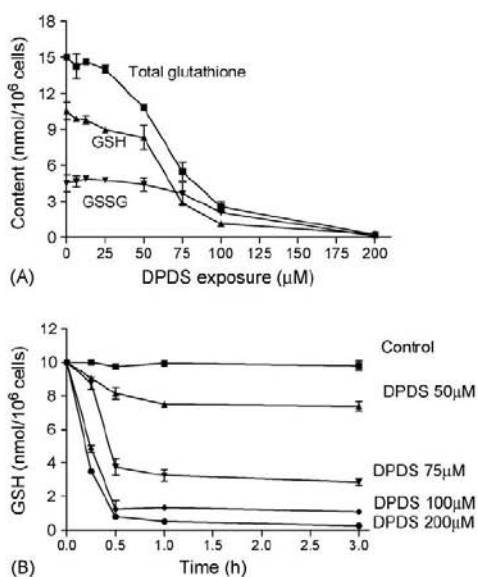 18
15
12
9
6
3
0
Content (nmol/10⁶ cells)
Total glutathione
GSH
GSSG
0 25 50 75 100 125 150 175 200
(A) DPDS exposure (μM)
12
10
8
6
4
2
0
GSH (nmol/10⁶ cells)
Control
DPDS 50μM
DPDS 75μM
DPDS 100μM
DPDS 200μM
0.0 0.5 1.0 1.5 2.0 2.5 3.0
(B) Time (h)